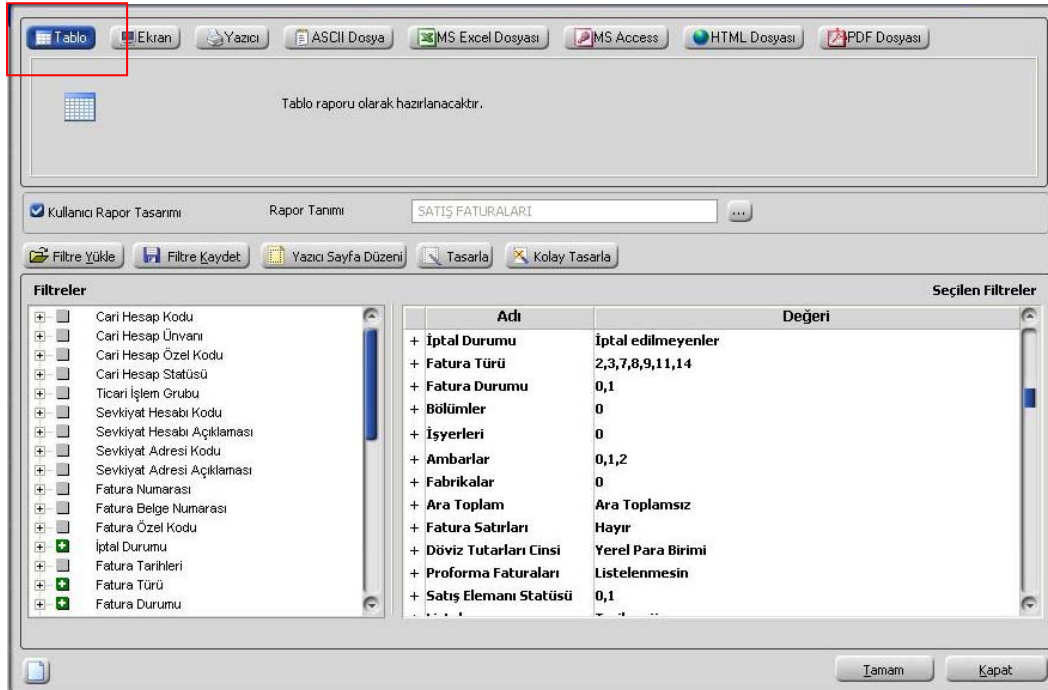 Tablo Ekran Yazıcı ASCII Dosya MS Excel Dosyası MS Access HTML Dosyası PDF Dosyası
Tablo raporu olarak hazırlanacaktır.
Kullanıcı Rapor Tasarımı Rapor Tanımı SATIŞ FATURALARI ...
Filtre Yükle Filtre Kaydet Yazıcı Sayfa Düzeni Tasarla Kolay Tasarla
Filtreler Seçilen Filtreler
Cari Hesap Kodu
Cari Hesap Ünvanı
Cari Hesap Özel Kodu
Cari Hesap Statüsü
Ticari İşlem Grubu
Sevkiyat Hesabı Kodu
Sevkiyat Hesabı Açıklaması
Sevkiyat Adresi Kodu
Sevkiyat Adresi Açıklaması
Fatura Numarası
Fatura Belge Numarası
Fatura Özel Kodu
İptal Durumu
Fatura Tarihleri
Fatura Türü
Fatura Durumu
Adı Değeri
+ İptal Durumu İptal edilmeyenler
+ Fatura Türü 2,3,7,8,9,11,14
+ Fatura Durumu 0,1
+ Bölümler 0
+ İşyerleri 0
+ Ambarlar 0,1,2
+ Fabrikalar 0
+ Ara Toplam Ara Toplamsız
+ Fatura Satırları Hayır
+ Döviz Tutarları Cinsi Yerel Para Birimi
+ Proforma Faturaları Listelenmesin
+ Satış Elemanı Statüsü 0,1
Tamam Kapat